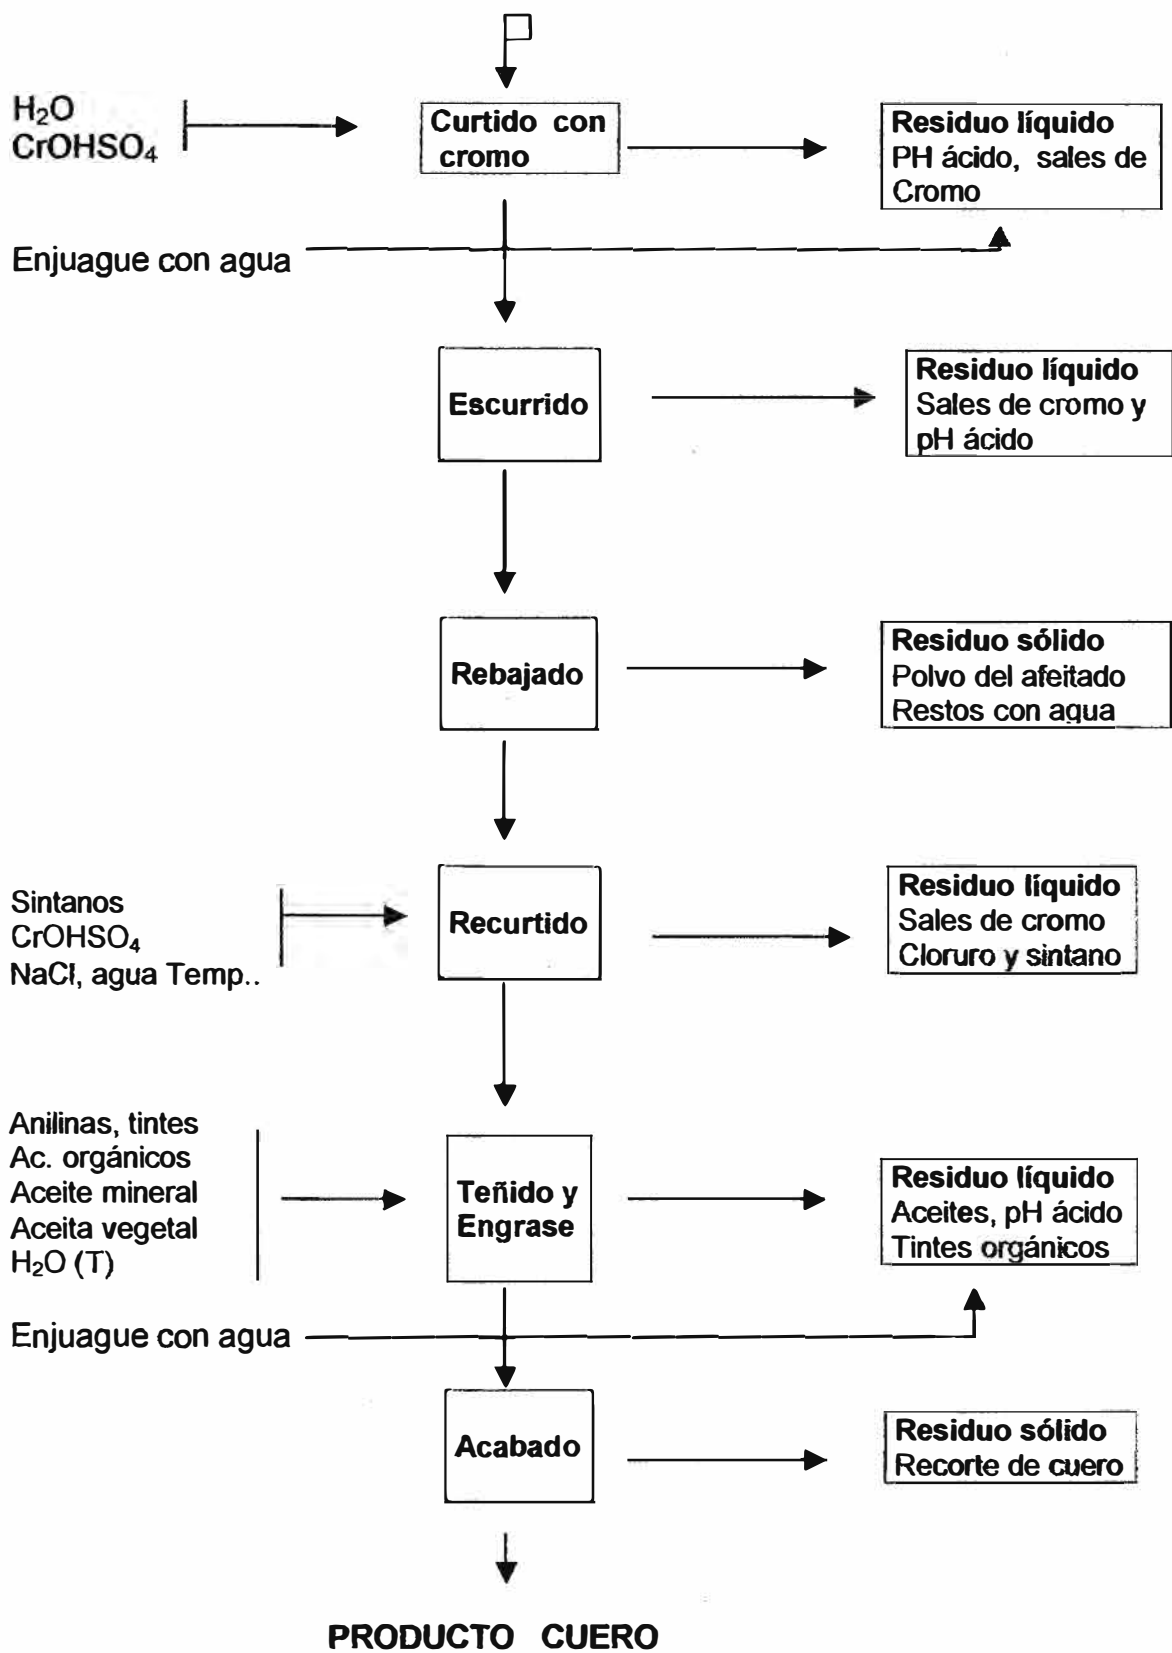 H₂O
CrOHSO₄
Curtido con
cromo
Residuo líquido
PH ácido, sales de
Cromo
Enjuague con agua
Escurrido
Residuo líquido
Sales de cromo y
pH ácido
Rebajado
Residuo sólido
Polvo del afeitado
Restos con agua
Sintanos
CrOHSO₄
NaCl, agua Temp..
Recurtido
Residuo líquido
Sales de cromo
Cloruro y sintano
Anilinas, tintes
Ac. orgánicos
Aceite mineral
Aceita vegetal
H₂O (T)
Teñido y
Engrase
Residuo líquido
Aceites, pH ácido
Tintes orgánicos
Enjuague con agua
Acabado
Residuo sólido
Recorte de cuero
PRODUCTO CUERO